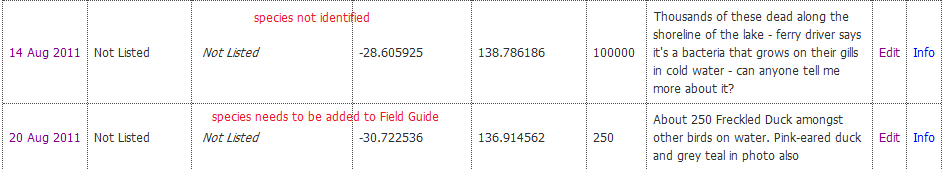 species not identified
14 Aug 2011 Not Listed Not Listed -28.605925 138.786186 100000 Thousands of these dead along the
shoreline of the lake - ferry driver says
it's a bacteria that grows on their gills
in cold water - can anyone tell me
more about it? Edit Info
species needs to be added to Field Guide
20 Aug 2011 Not Listed Not Listed -30.722536 136.914562 250 About 250 Freckled Duck amongst
other birds on water. Pink-eared duck
and grey teal in photo also Edit Info